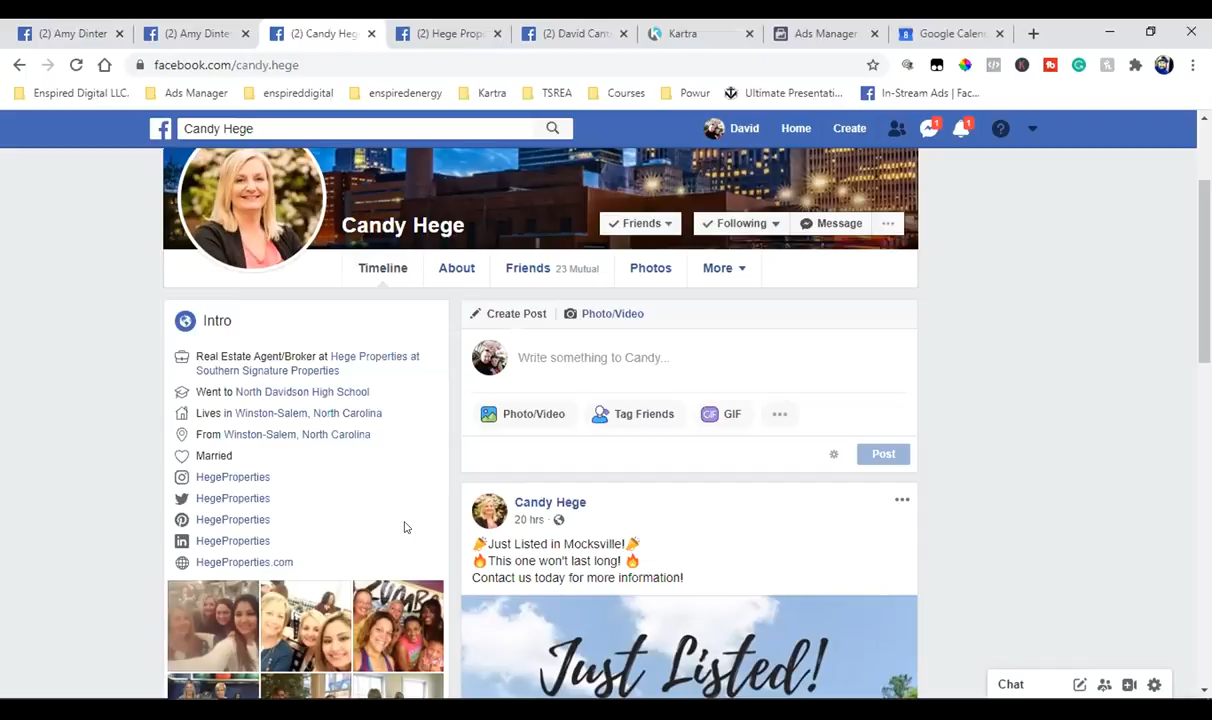 (2) Amy Dinter
(2) Amy Dinte
(2) Candy Heg
(2) Hege Prop
(2) David Cant
Kartra
Ads Manager
Google Calen
facebook.com/candy.hege
Enspired Digital LLC.
Ads Manager
enspireddigital
enspiredenergy
Kartra
TSREA
Courses
Powur
Ultimate Presentati...
In-Stream Ads | Fac...
Candy Hege
David
Home
Create
1
1
Candy Hege
Friends
Following
Message
Timeline
About
Friends 23 Mutual
Photos
More
Intro
Real Estate Agent/Broker at Hege Properties at
Southern Signature Properties
Went to North Davidson High School
Lives in Winston-Salem, North Carolina
From Winston-Salem, North Carolina
Married
HegeProperties
HegeProperties
HegeProperties
HegeProperties
HegeProperties.com
ZUMBA
Create Post
Photo/Video
Write something to Candy...
Photo/Video
Tag Friends
GIF GIF
Post
Candy Hege
20 hrs ·
🎉Just Listed in Mocksville!🎉
🔥This one won't last long! 🔥
Contact us today for more information!
Just Listed!
Chat